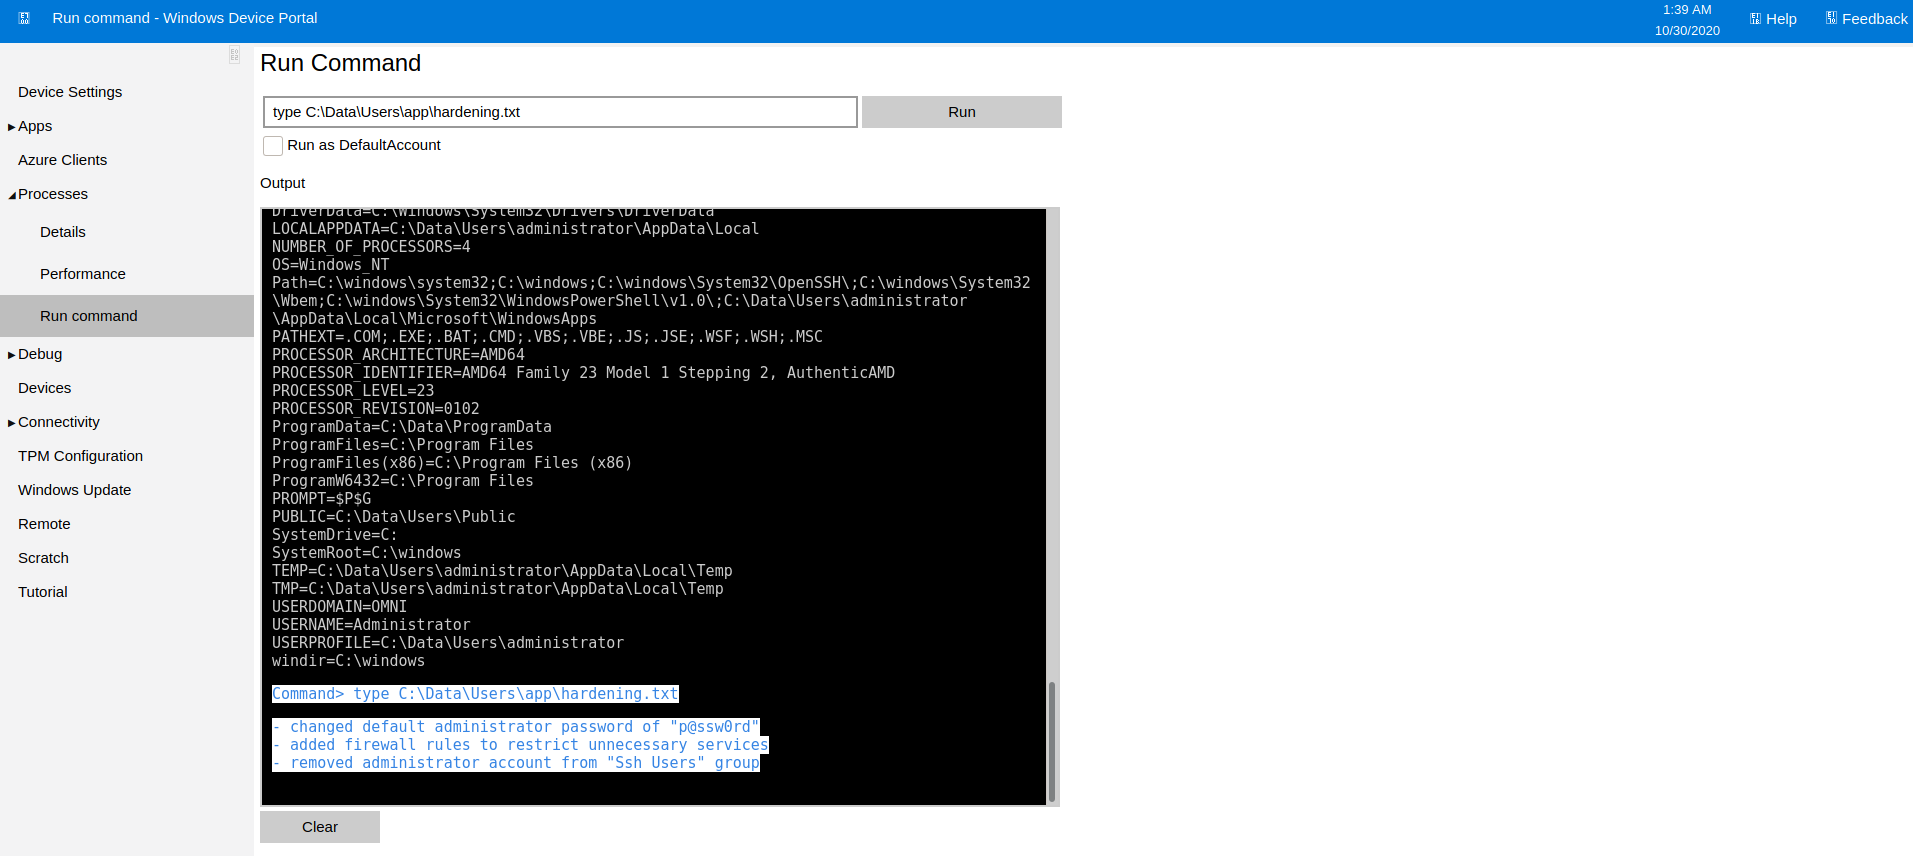 Run command - Windows Device Portal
1:39 AM
10/30/2020
Help
Feedback
Device Settings
Apps
Azure Clients
Processes
Details
Performance
Run command
Debug
Devices
Connectivity
TPM Configuration
Windows Update
Remote
Scratch
Tutorial
Run Command
type C:\Data\Users\app\hardening.txt
Run
Run as DefaultAccount
Output
DriverData=C:\Windows\System32\Drivers\DriverData
LOCALAPPDATA=C:\Data\Users\administrator\AppData\Local
NUMBER_OF_PROCESSORS=4
OS=Windows_NT
Path=C:\windows\system32;C:\windows;C:\windows\System32\OpenSSH\;C:\windows\System32
\Wbem;C:\windows\System32\WindowsPowerShell\v1.0\;C:\Data\Users\administrator
\AppData\Local\Microsoft\WindowsApps
PATHEXT=.COM;.EXE;.BAT;.CMD;.VBS;.VBE;.JS;.JSE;.WSF;.WSH;.MSC
PROCESSOR_ARCHITECTURE=AMD64
PROCESSOR_IDENTIFIER=AMD64 Family 23 Model 1 Stepping 2, AuthenticAMD
PROCESSOR_LEVEL=23
PROCESSOR_REVISION=0102
ProgramData=C:\Data\ProgramData
ProgramFiles=C:\Program Files
ProgramFiles(x86)=C:\Program Files (x86)
ProgramW6432=C:\Program Files
PROMPT=$P$G
PUBLIC=C:\Data\Users\Public
SystemDrive=C:
SystemRoot=C:\windows
TEMP=C:\Data\Users\administrator\AppData\Local\Temp
TMP=C:\Data\Users\administrator\AppData\Local\Temp
USERDOMAIN=OMNI
USERNAME=Administrator
USERPROFILE=C:\Data\Users\administrator
windir=C:\windows
Command> type C:\Data\Users\app\hardening.txt
- changed default administrator password of "p@ssw0rd"
- added firewall rules to restrict unnecessary services
- removed administrator account from "Ssh Users" group
Clear